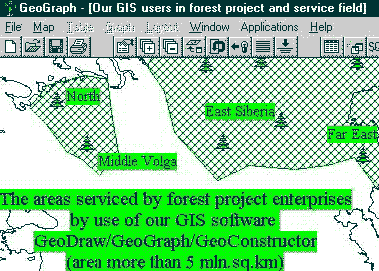 GeoGraph - [Our GIS users in forest project and service field]
File Map Table Graph Layout Window Applications Help
North
East Siberia
Far East
Middle Volga
The areas serviced by forest project enterprises
by use of our GIS software
GeoDraw/GeoGraph/GeoConstructor
(area more than 5 mln.sq.km)